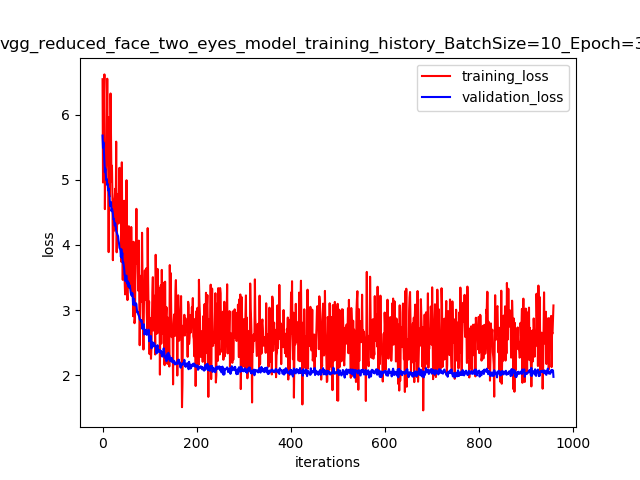 vgg_reduced_face_two_eyes_model_training_history_BatchSize=10_Epoch=3
training_loss
validation_loss
6
5
4
3
2
loss
0
200
400
600
800
1000
iterations